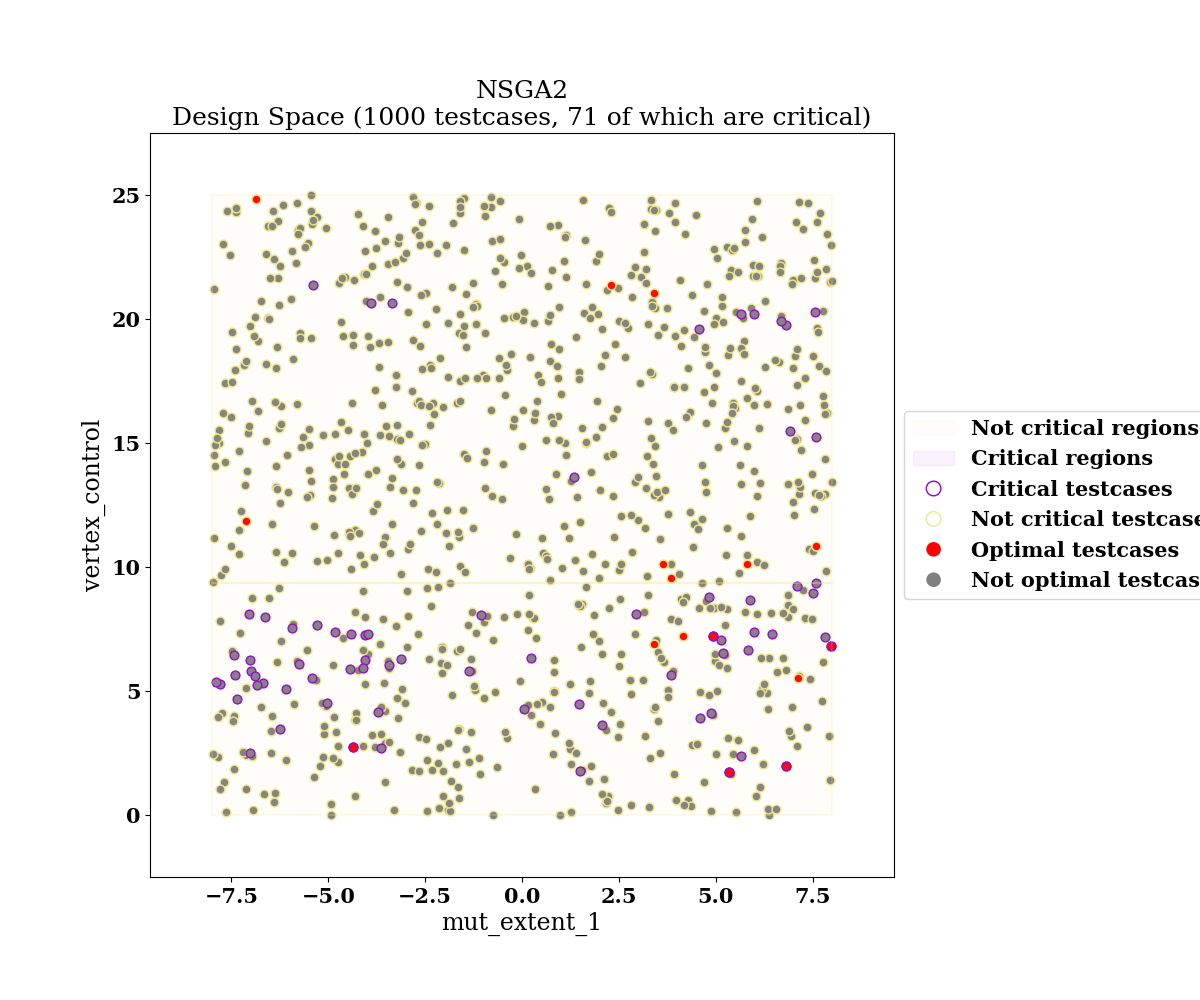 NSGA2
Design Space (1000 testcases, 71 of which are critical)
vertex_control
25
20
15
10
5
0
−7.5 −5.0 −2.5 0.0 2.5 5.0 7.5
mut_extent_1
Not critical regions
Critical regions
Critical testcases
Not critical testcase
Optimal testcases
Not optimal testcas